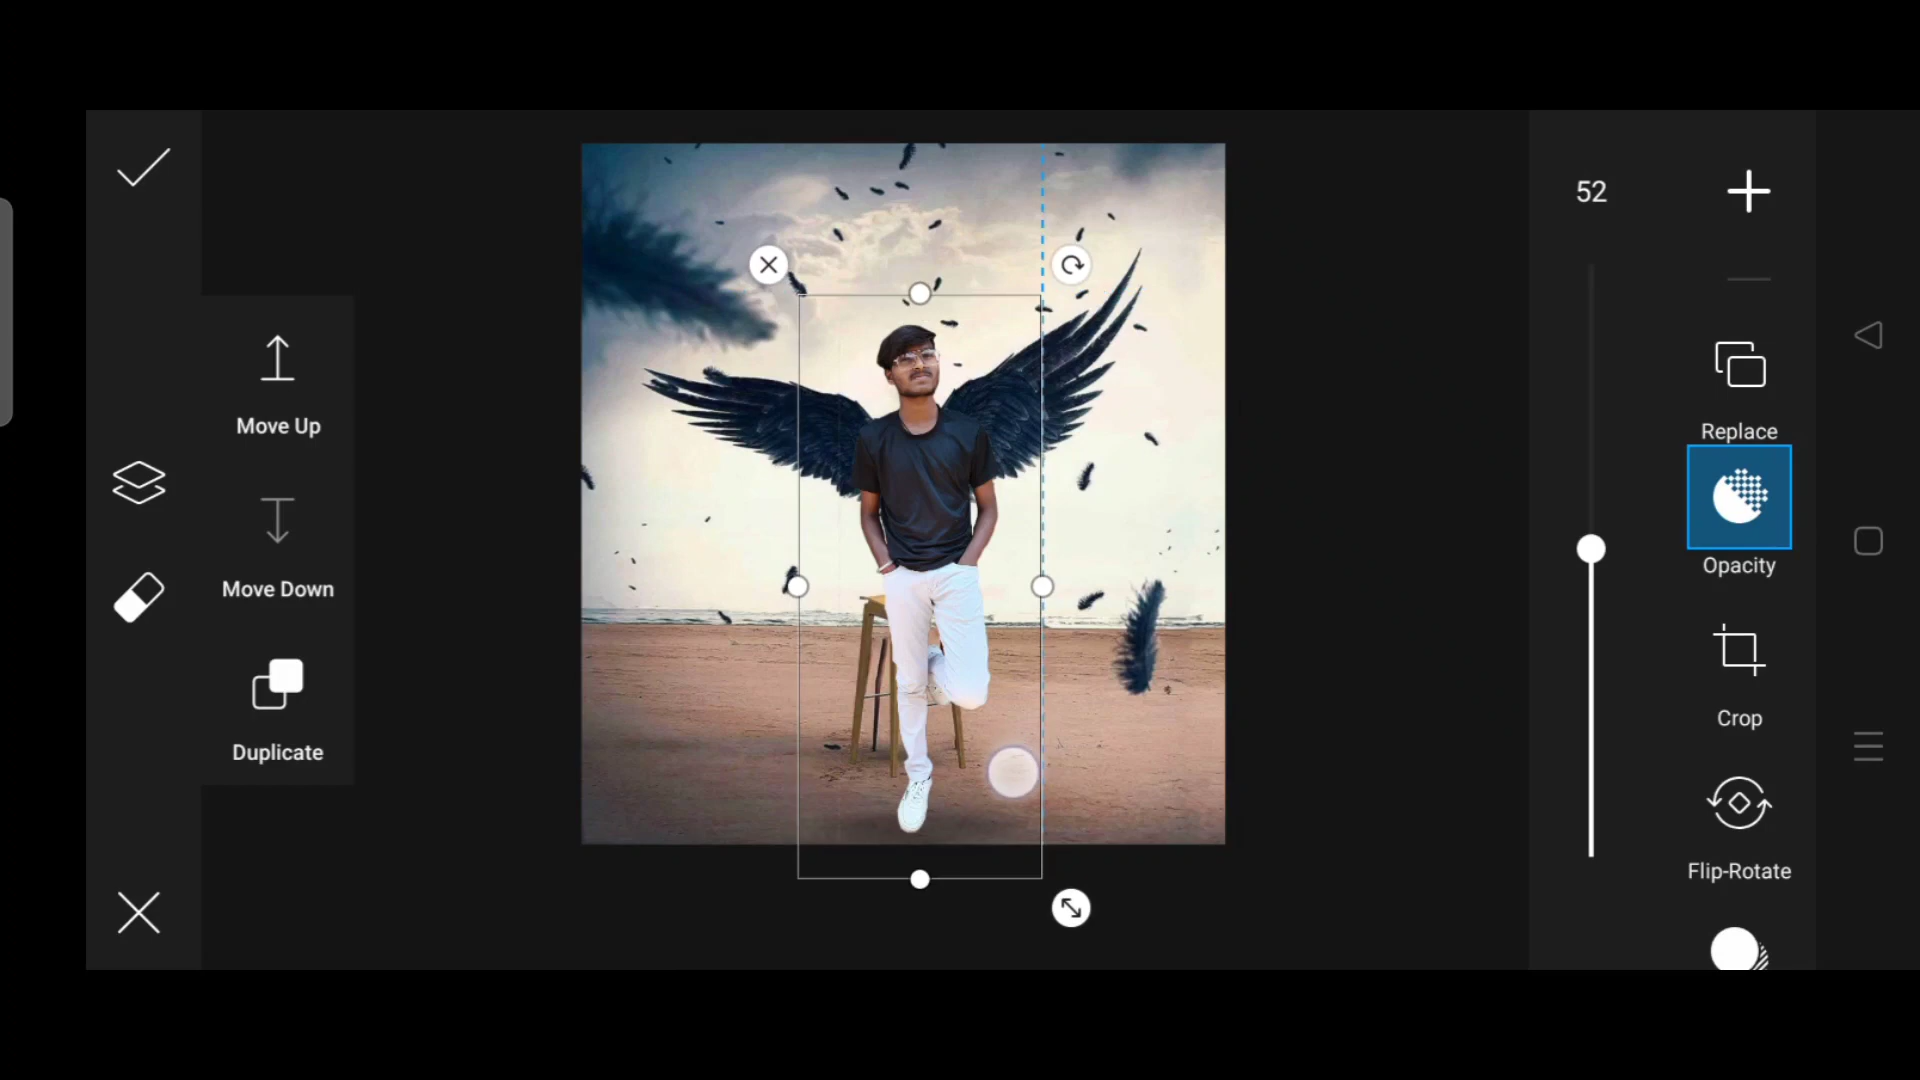 52
Move Up
Move Down
Duplicate
Replace
Opacity
Crop
Flip-Rotate